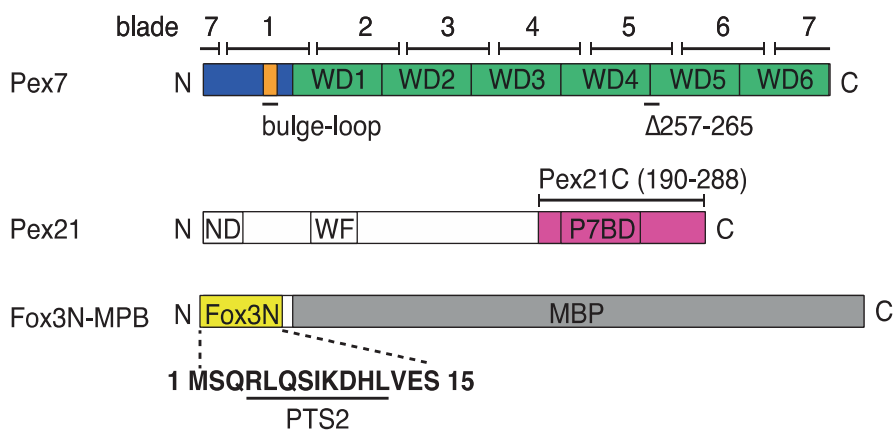 blade 7 1 2 3 4 5 6 7
Pex7 N WD1 WD2 WD3 WD4 WD5 WD6 C
bulge-loop Δ257-265
Pex21C (190-288)
Pex21 N ND WF P7BD C
Fox3N-MPB N Fox3N MBP C
1 MSQRLQSIKDHLVES 15
PTS2